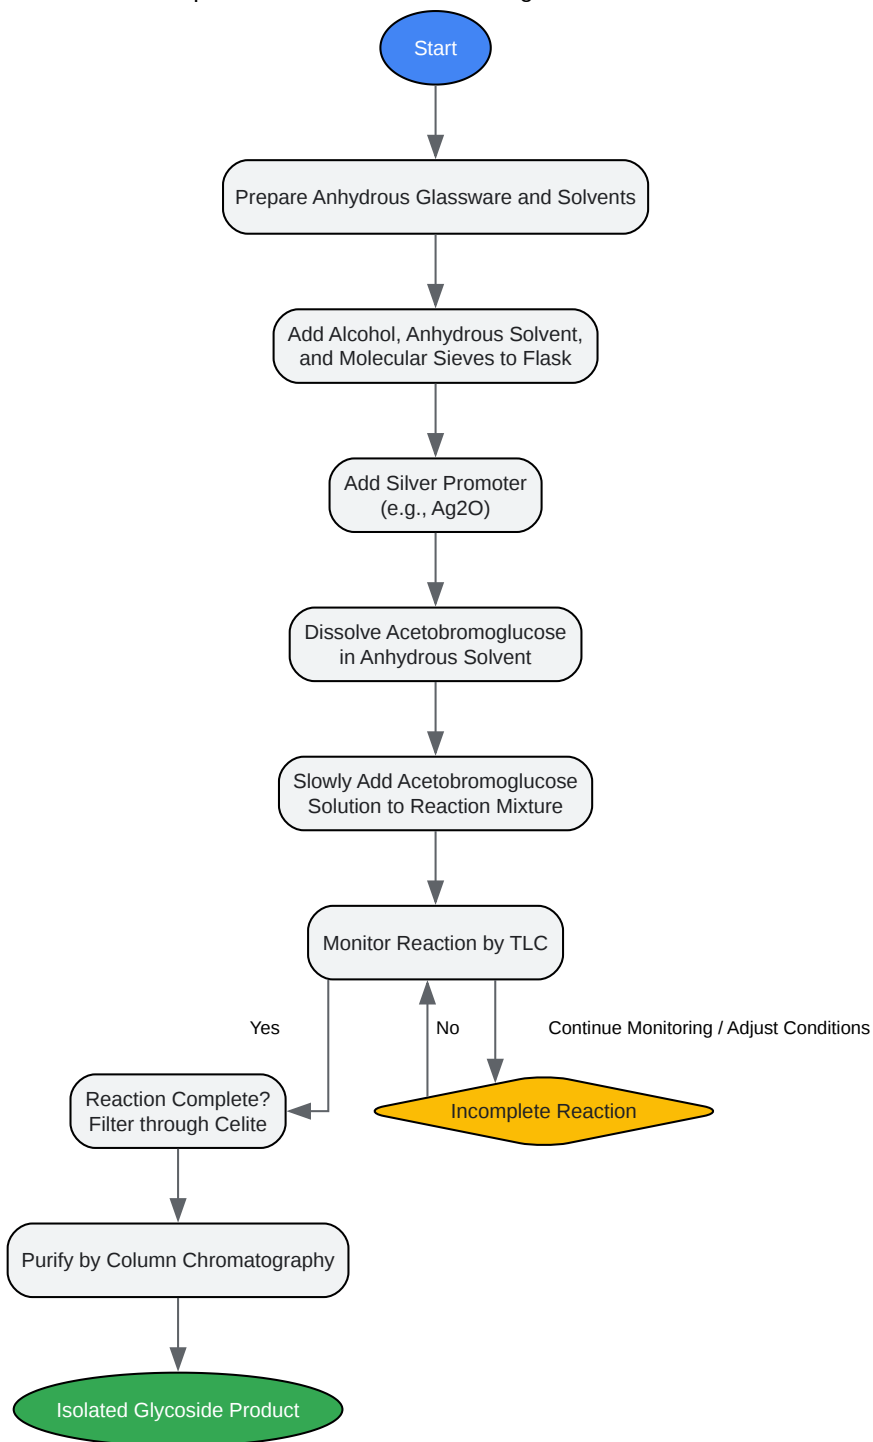 Start
Prepare Anhydrous Glassware and Solvents
Add Alcohol, Anhydrous Solvent,
and Molecular Sieves to Flask
Add Silver Promoter
(e.g., Ag2O)
Dissolve Acetobromoglucose
in Anhydrous Solvent
Slowly Add Acetobromoglucose
Solution to Reaction Mixture
Monitor Reaction by TLC
Yes
No
Continue Monitoring / Adjust Conditions
Reaction Complete?
Filter through Celite
Incomplete Reaction
Purify by Column Chromatography
Isolated Glycoside Product